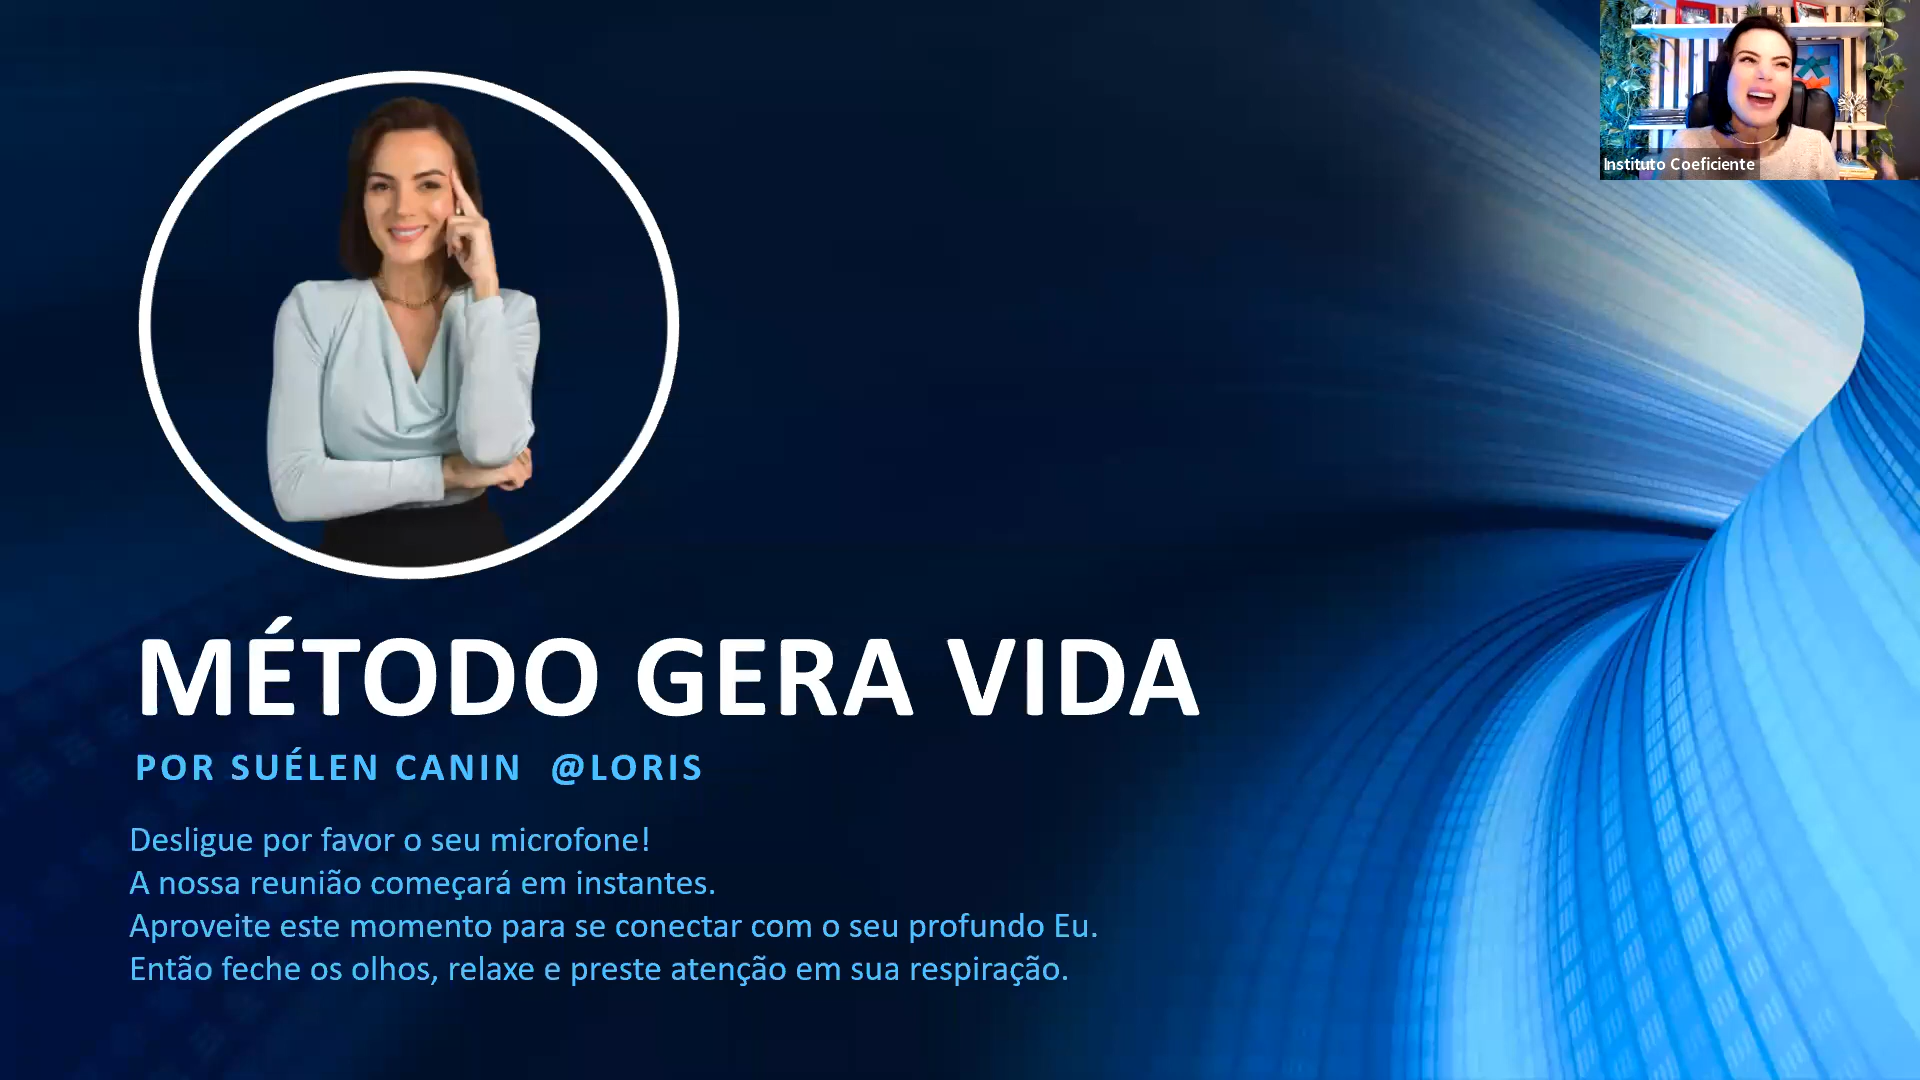 Instituto Coeficiente
MÉTODO GERA VIDA
POR SUÉLEN CANIN @LORIS
Desligue por favor o seu microfone!
A nossa reunião começará em instantes.
Aproveite este momento para se conectar com o seu profundo Eu.
Então feche os olhos, relaxe e preste atenção em sua respiração.